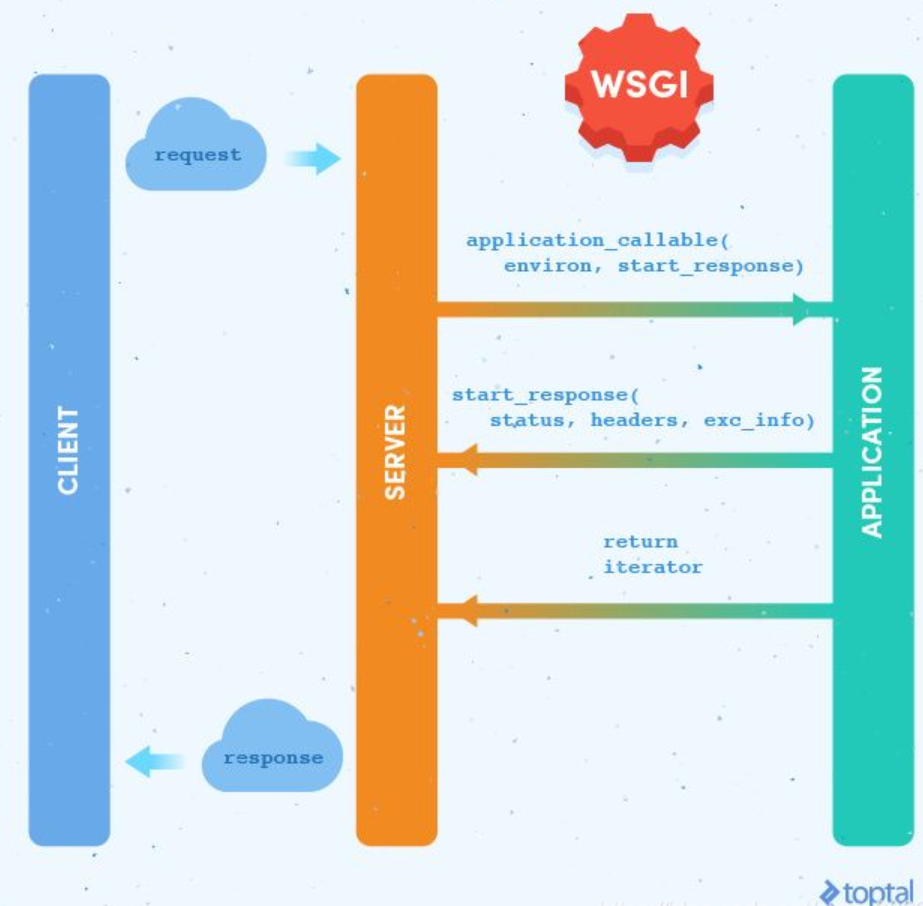 WSGI
request
application_callable(
environ, start_response)
start_response(
status, headers, exc_info)
CLIENT
SERVER
APPLICATION
return
iterator
response
toptal